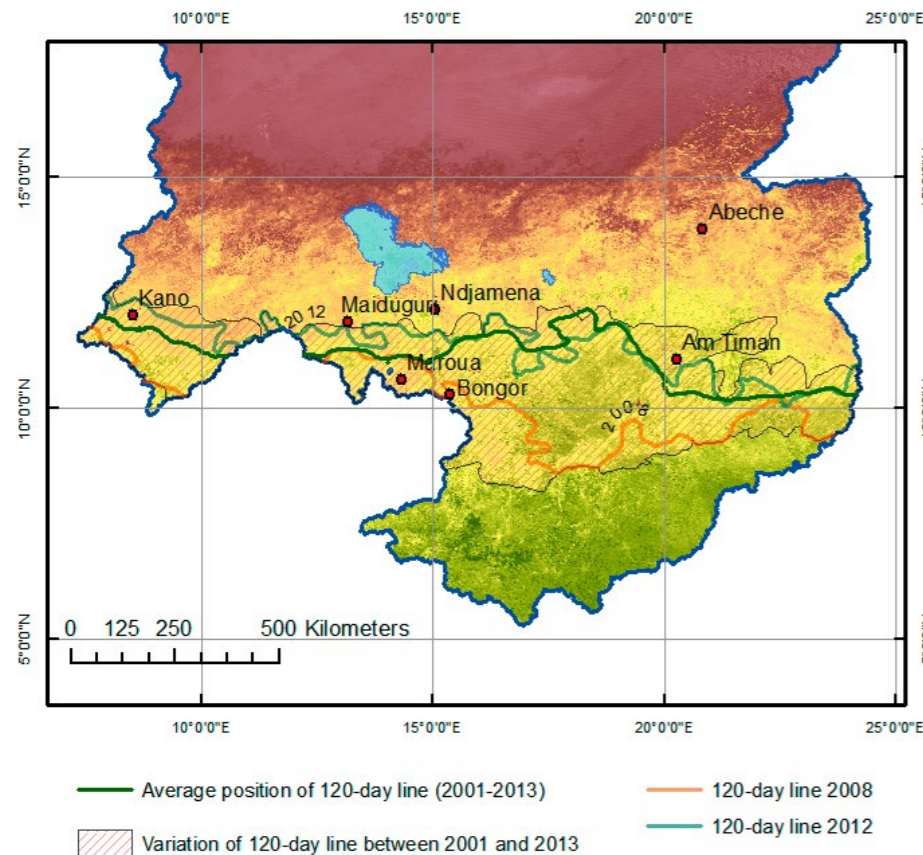 10°0'0"E 15°0'0"E 20°0'0"E 25°0'0"E
15°0'0"N
Abeche
Kano
2012
Maiduguri
Ndjamena
Am Timan
Maroua
Bongor
10°0'0"N
2008
0 125 250 500 Kilometers
5°0'0"N
10°0'0"E 15°0'0"E 20°0'0"E 25°0'0"E
Average position of 120-day line (2001-2013)
120-day line 2008
120-day line 2012
Variation of 120-day line between 2001 and 2013